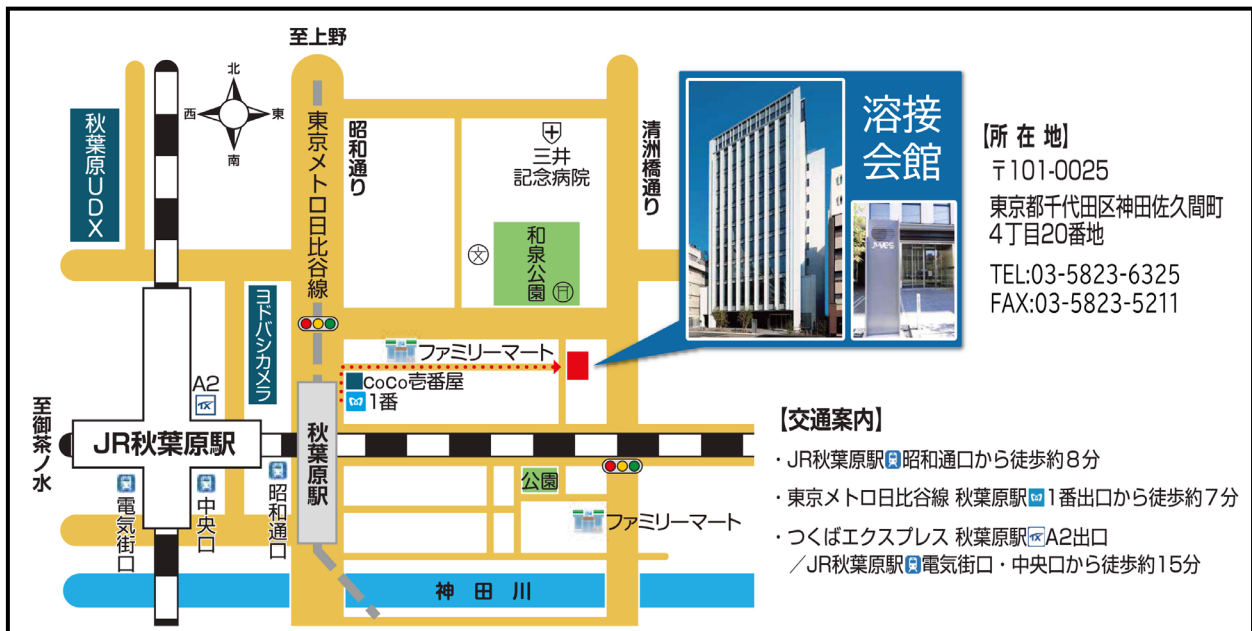 至上野
北
西
東
南
秋葉原UDX
東京メトロ日比谷線
昭和通り
清洲橋通り
三井
記念病院
文
和泉公園
ヨドバシカメラ
ファミリーマート
CoCo壱番屋
1番
A2
TX
至御茶ノ水
JR秋葉原駅
秋葉原駅
電気街口
中央口
昭和通口
公園
ファミリーマート
神田川
溶接
会館
【所在地】
〒101-0025
東京都千代田区神田佐久間町
4丁目20番地
TEL:03-5823-6325
FAX:03-5823-5211
【交通案内】
・JR秋葉原駅昭和通口から徒歩約8分
・東京メトロ日比谷線 秋葉原駅1番出口から徒歩約7分
・つくばエクスプレス 秋葉原駅TXA2出口
／JR秋葉原駅電気街口・中央口から徒歩約15分